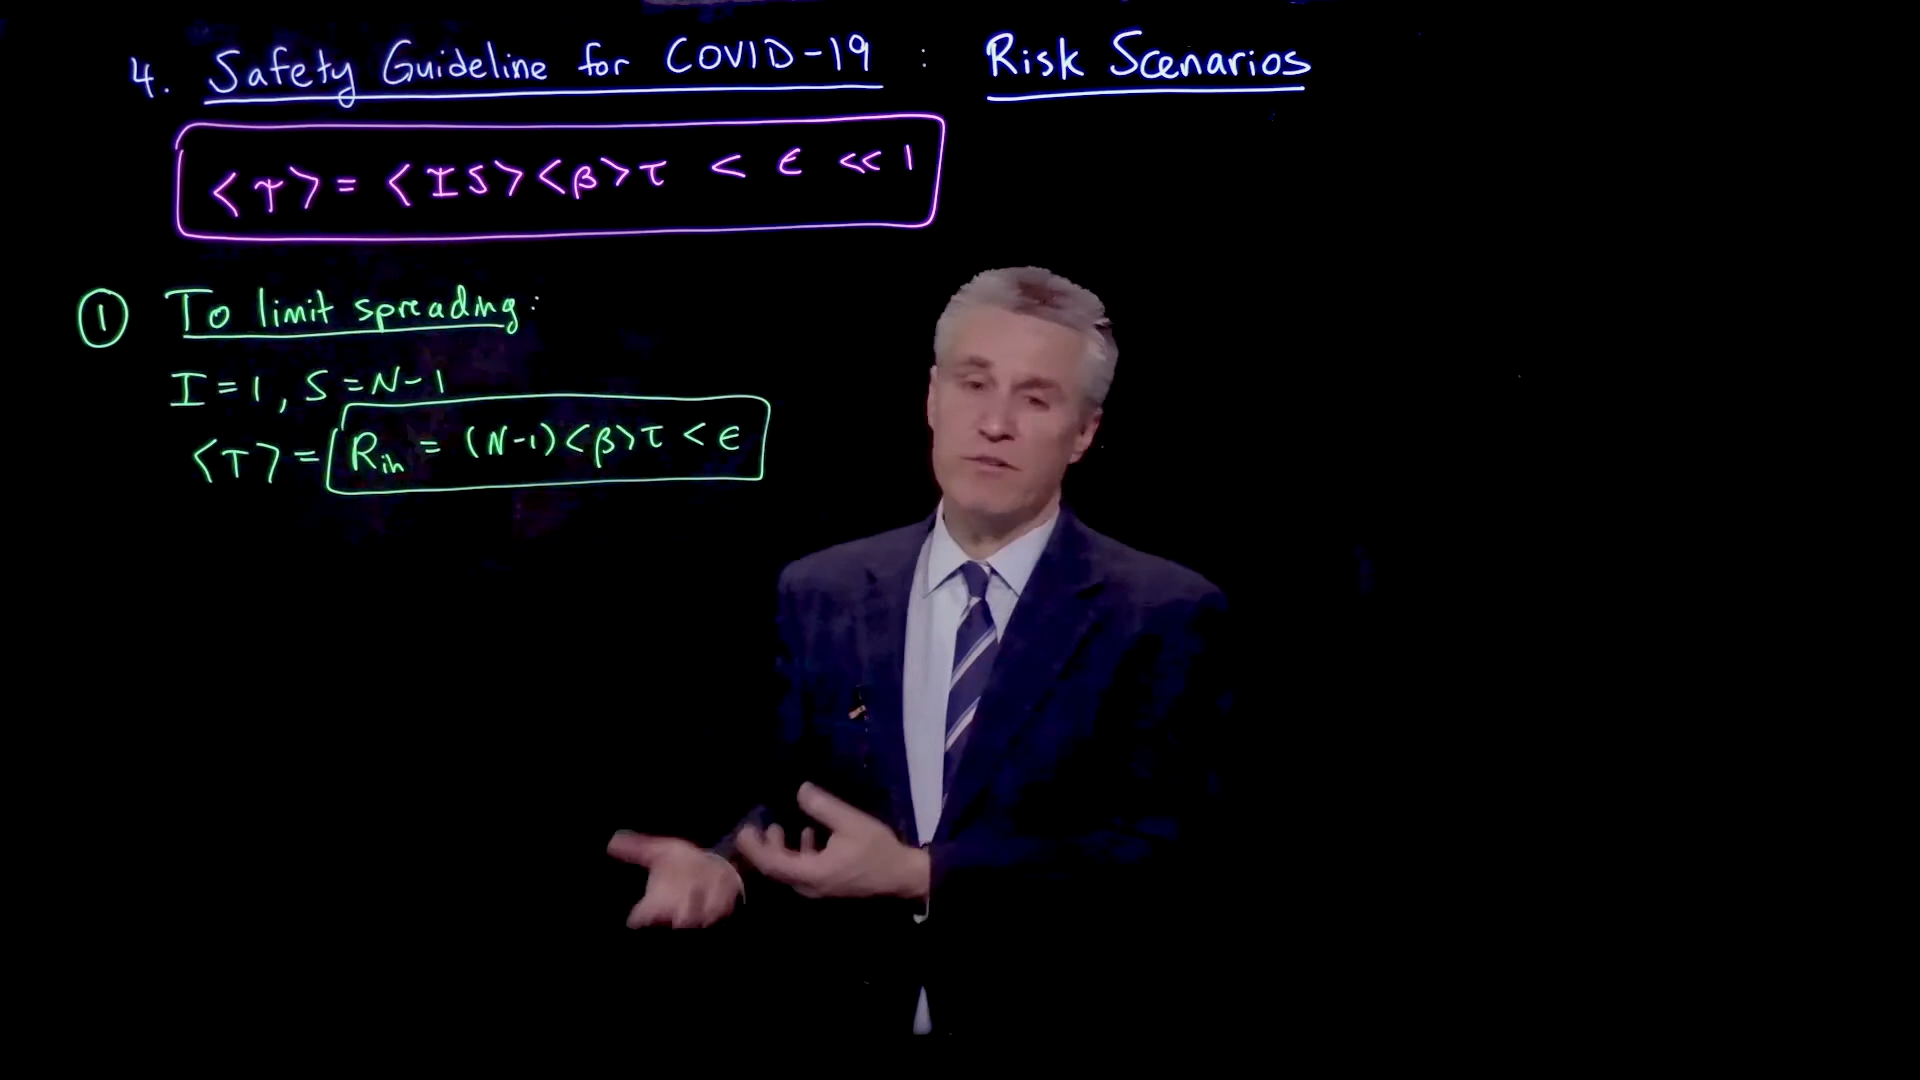 4. Safety Guideline for COVID-19 : Risk Scenarios
<T> = <IS><β>τ < ϵ << 1
① To limit spreading:
I = 1, S = N-1
<T> = R_in = (N-1)<β>τ < ϵ